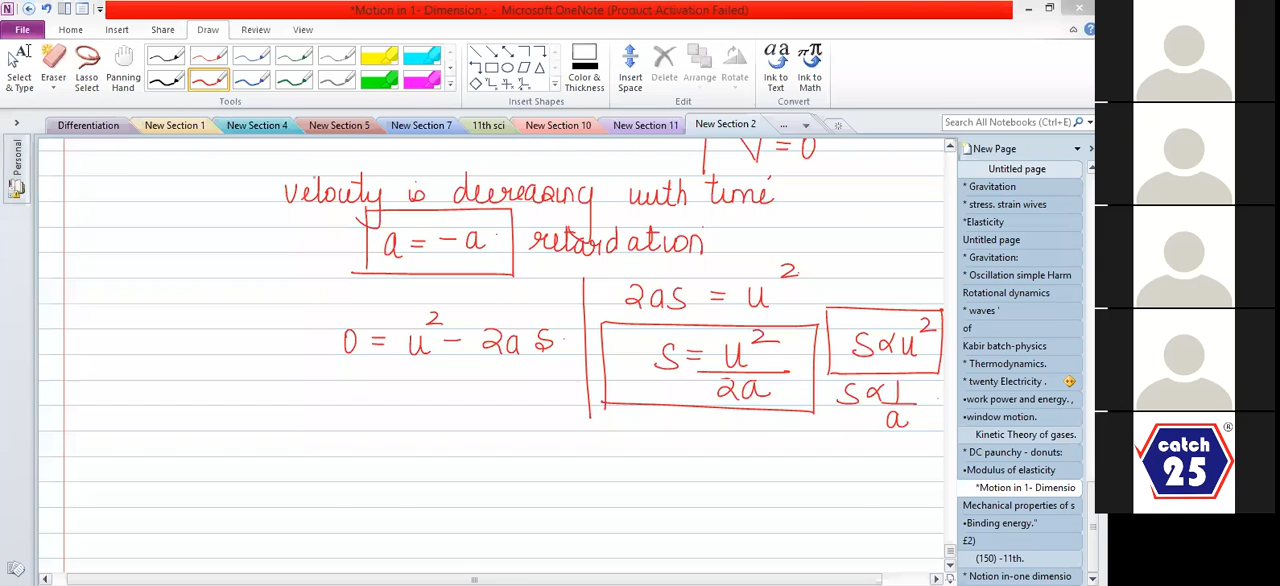 *Motion in 1- Dimension : - Microsoft OneNote (Product Activation Failed)
File Home Insert Share Draw Review View
Select & Type
Eraser
Lasso Select
Panning Hand
Color & Thickness
Insert Space
Delete
Arrange
Rotate
Ink to Text
Ink to Math
Tools
Insert Shapes
Edit
Convert
Differentiation New Section 1 New Section 4 New Section 5 New Section 7 11th sci New Section 10 New Section 11 New Section 2 ...
Search All Notebooks (Ctrl+E)
Personal
V = 0
velocity is decreasing with time
a = -a retardation
0 = u² - 2a s
2as = u²
s = u²/2a
s ∝ u²
s ∝ 1/a
New Page
Untitled page
* Gravitation
* stress. strain wives
*Elasticity
Untitled page
* Gravitation:
* Oscillation simple Harm
Rotational dynamics
* waves '
of
Kabir batch-physics
* Thermodynamics.
* twenty Electricity .
•work power and energy. ,
•window motion.
Kinetic Theory of gases.
* DC paunchy - donuts:
•Modulus of elasticity
*Motion in 1- Dimensio
Mechanical properties of s
•Binding energy."
£2)
(150) -11th.
* Notion in-one dimensio
catch
25
®